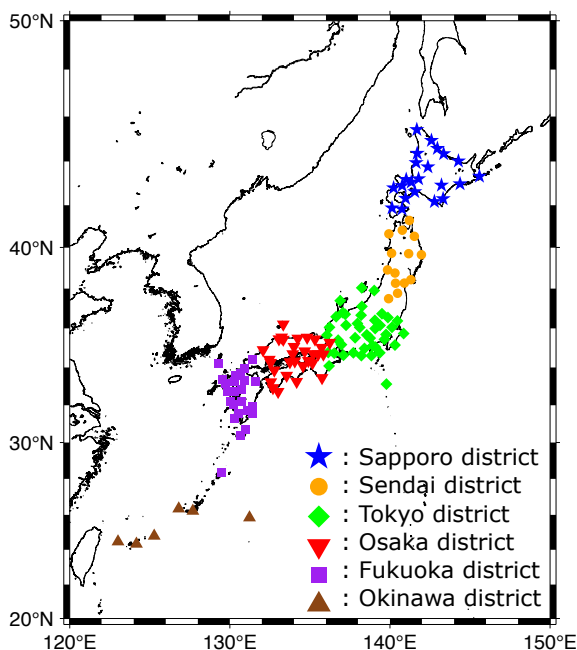 50°N
40°N
30°N
20°N
: Sapporo district
: Sendai district
: Tokyo district
: Osaka district
: Fukuoka district
: Okinawa district
120°E 130°E 140°E 150°E